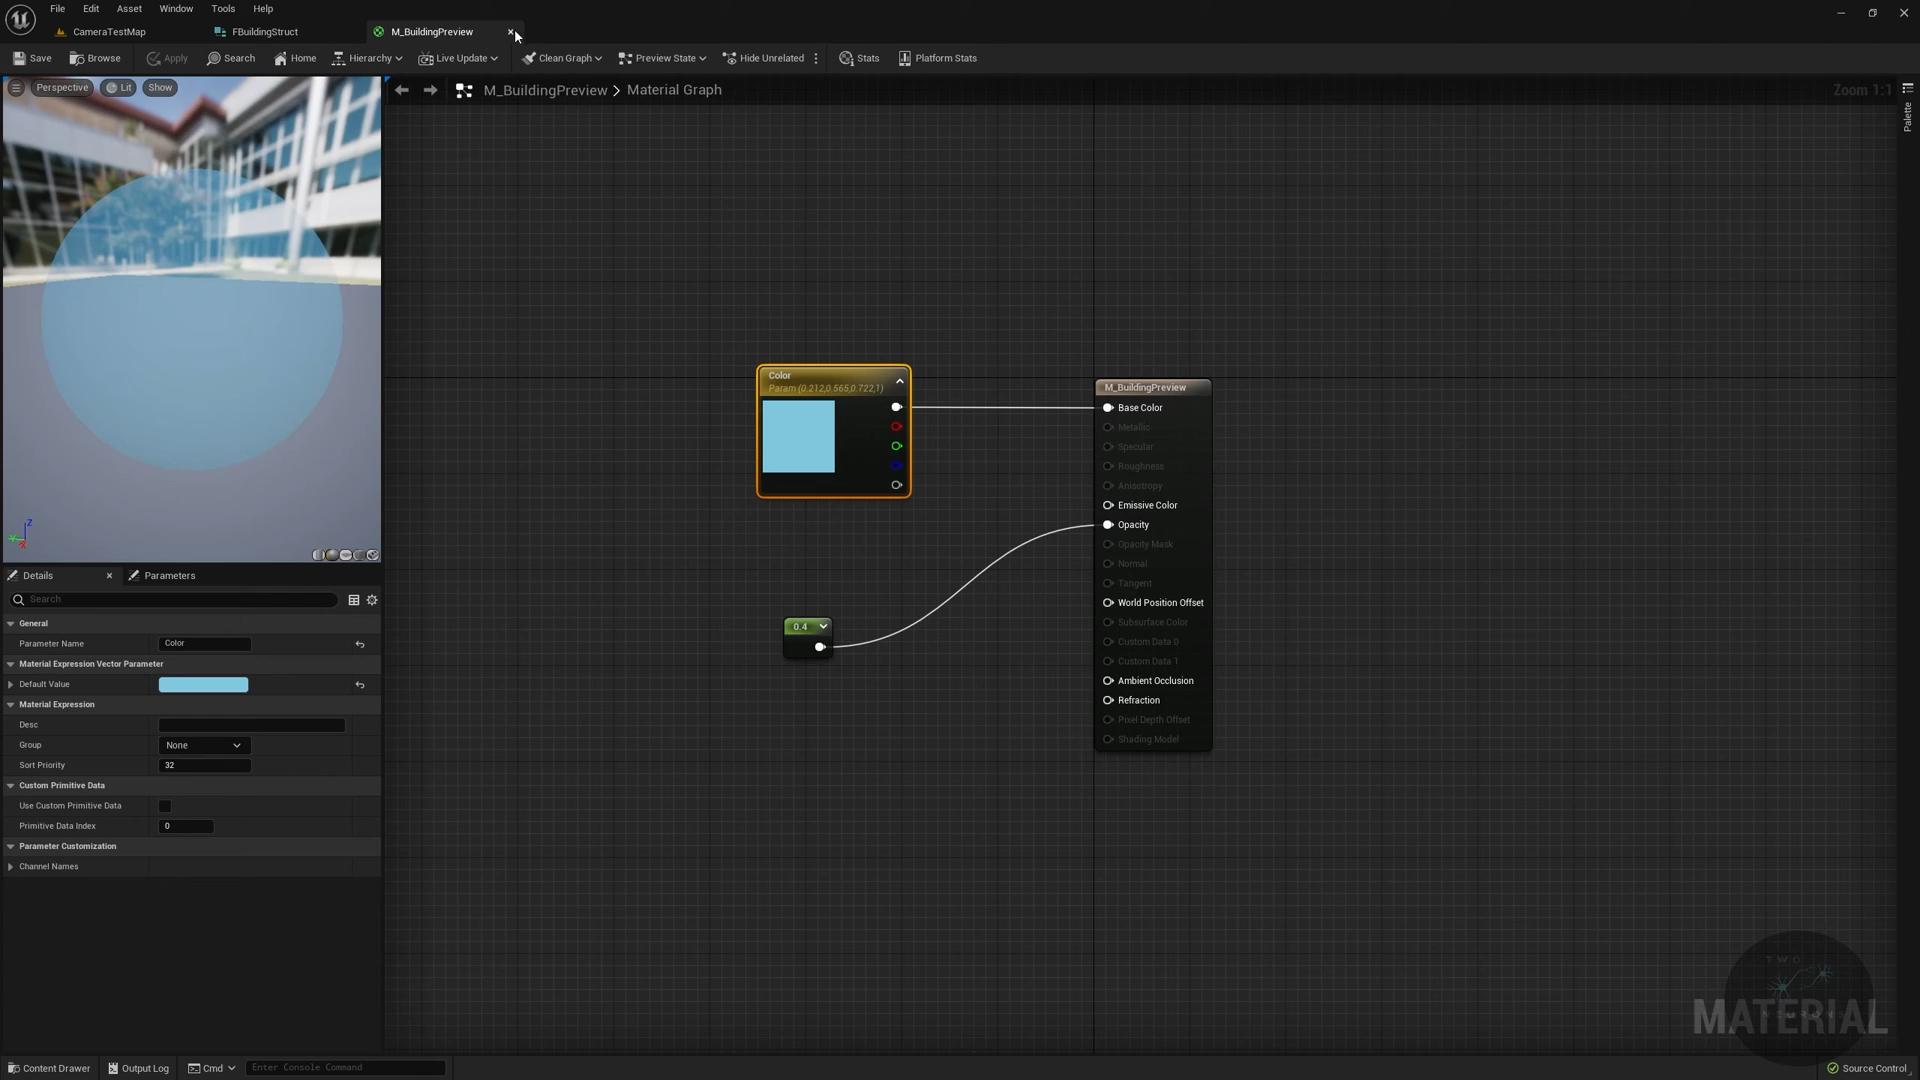 File Edit Asset Window Tools Help
CameraTestMap FBuildingStruct M_BuildingPreview
Save Browse Apply Search Home Hierarchy Live Update Clean Graph Preview State Hide Unrelated Stats Platform Stats
Perspective Lit Show
M_BuildingPreview > Material Graph
Zoom 1:1
Palette
Color
Param (0.212,0.565,0.722,1)
M_BuildingPreview
Base Color
Metallic
Specular
Roughness
Anisotropy
Emissive Color
Opacity
Opacity Mask
Normal
Tangent
World Position Offset
Subsurface Color
Custom Data 0
Custom Data 1
Ambient Occlusion
Refraction
Pixel Depth Offset
Shading Model
0.4
Z
Y
X
Details Parameters
Search
General
Parameter Name Color
Material Expression Vector Parameter
Default Value
Material Expression
Desc
Group None
Sort Priority 32
Custom Primitive Data
Use Custom Primitive Data
Primitive Data Index 0
Parameter Customization
Channel Names
TWO
MATERIAL
Content Drawer Output Log Cmd Enter Console Command Source Control